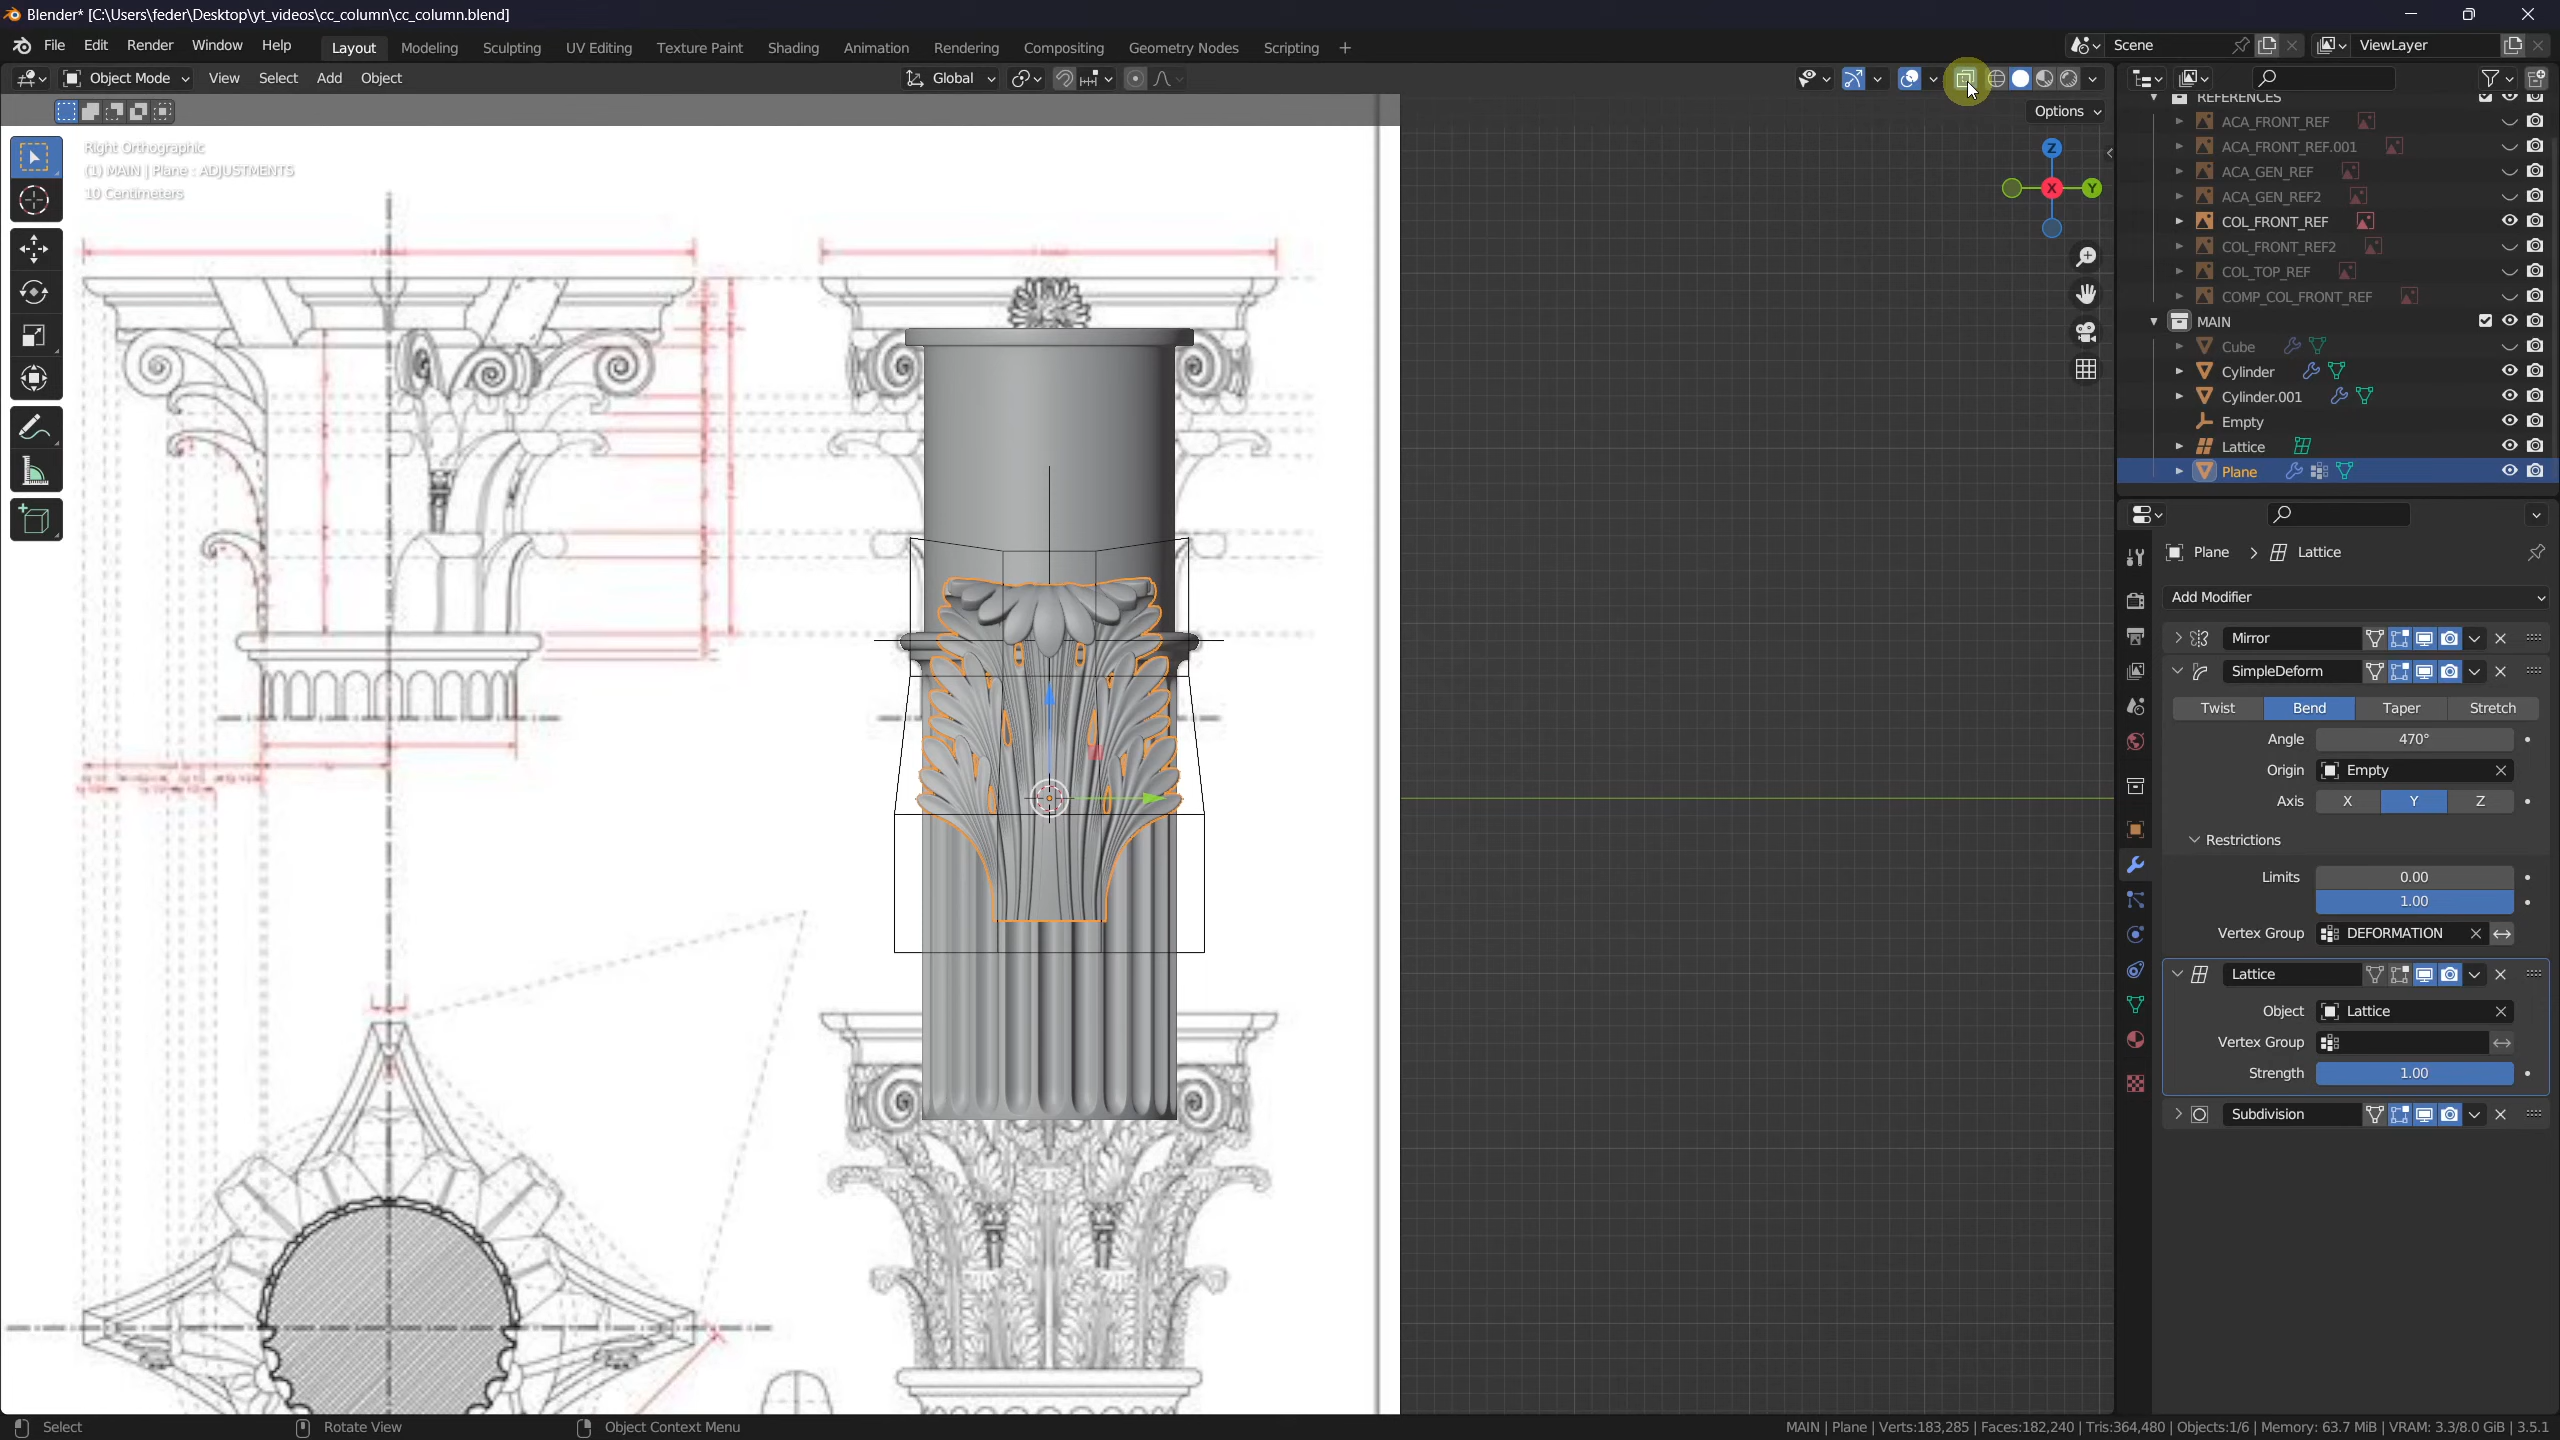 Blender* [C:\Users\feder\Desktop\yt_videos\cc_column\cc_column.blend]
File Edit Render Window Help Layout Modeling Sculpting UV Editing Texture Paint Shading Animation Rendering Compositing Geometry Nodes Scripting +
Scene
ViewLayer
Object Mode View Select Add Object
Global
Options
Right Orthographic
(1) MAIN | Plane : ADJUSTMENTS
10 Centimeters
Z
X
Y
REFERENCES
ACA_FRONT_REF
ACA_FRONT_REF.001
ACA_GEN_REF
ACA_GEN_REF2
COL_FRONT_REF
COL_FRONT_REF2
COL_TOP_REF
COMP_COL_FRONT_REF
MAIN
Cube
Cylinder
Cylinder.001
Empty
Lattice
Plane
Plane > Lattice
Add Modifier
Mirror
SimpleDeform
Twist Bend Taper Stretch
Angle 470°
Origin Empty
Axis X Y Z
Restrictions
Limits 0.00
1.00
Vertex Group DEFORMATION
Lattice
Object Lattice
Vertex Group
Strength 1.00
Subdivision
Select
Rotate View
Object Context Menu
MAIN | Plane | Verts:183,285 | Faces:182,240 | Tris:364,480 | Objects:1/6 | Memory: 63.7 MiB | VRAM: 3.3/8.0 GiB | 3.5.1